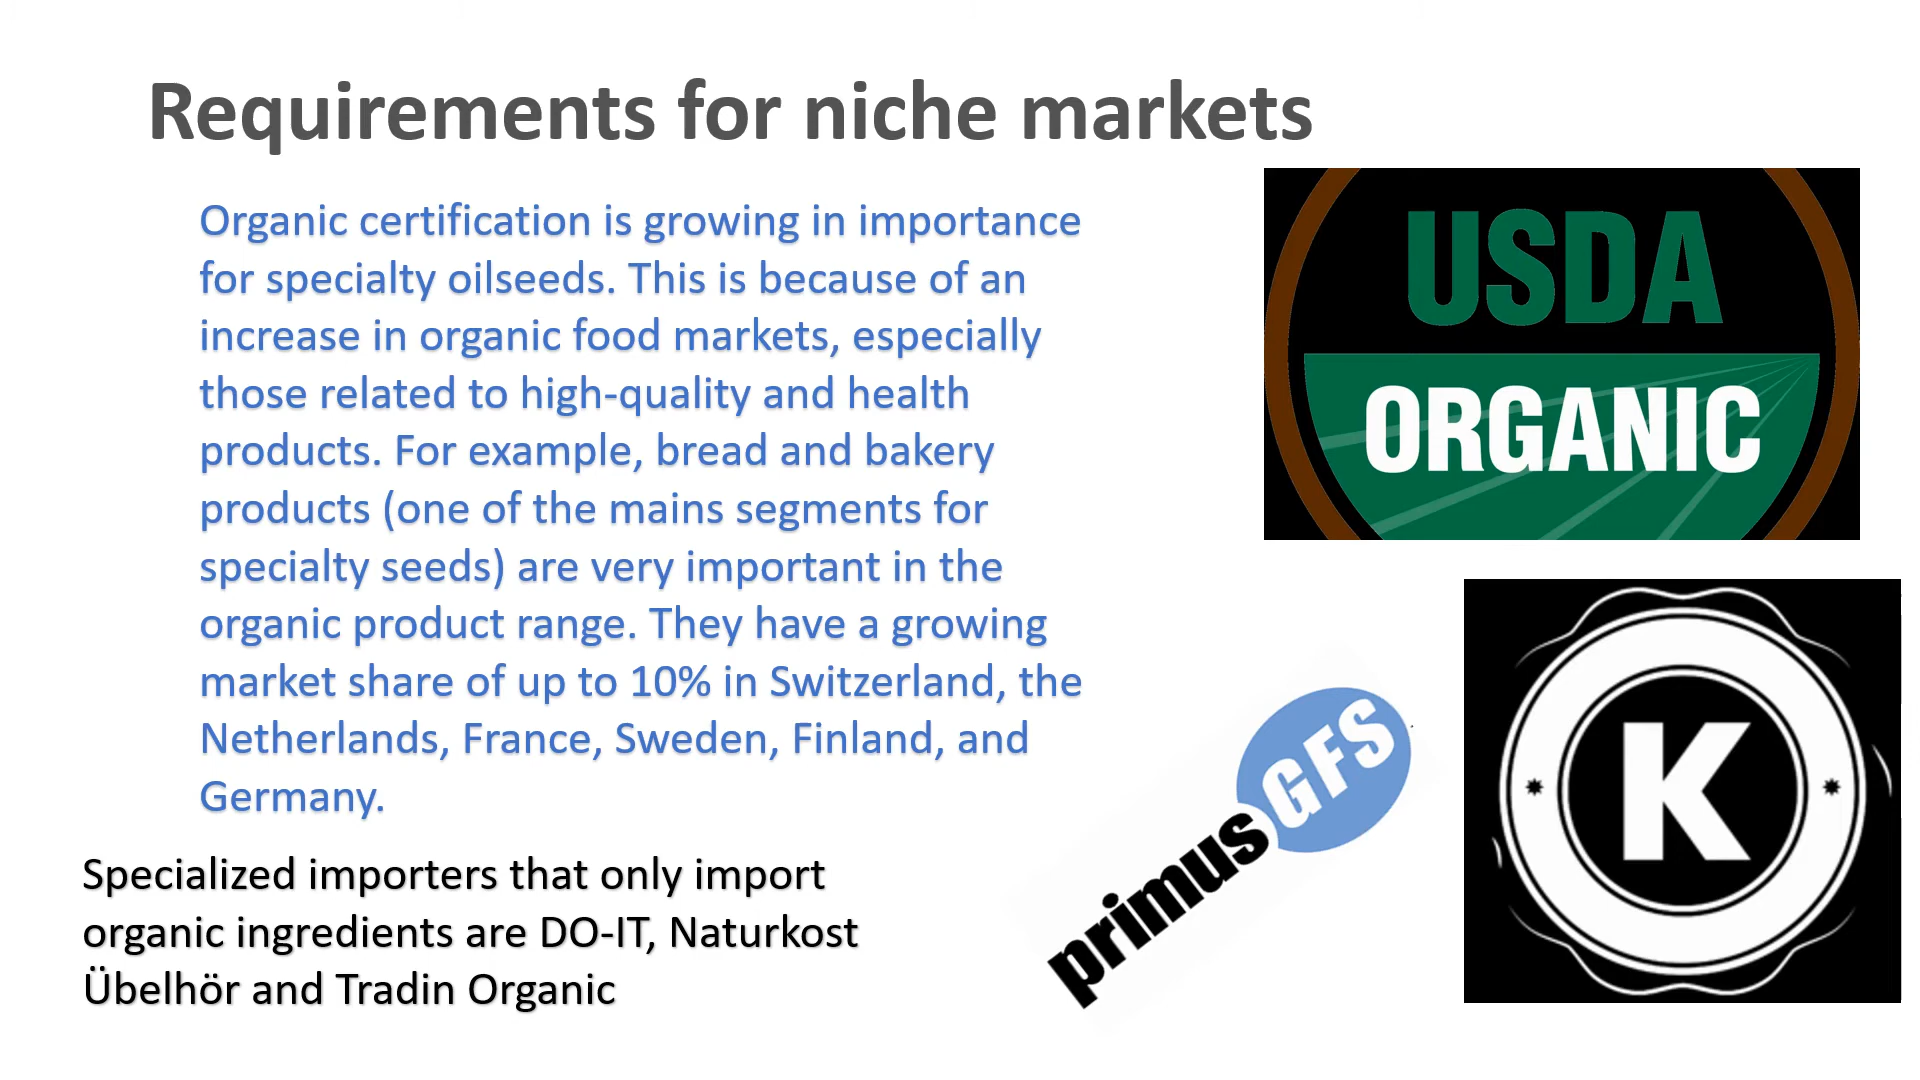 Requirements for niche markets
Organic certification is growing in importance
for specialty oilseeds. This is because of an
increase in organic food markets, especially
those related to high-quality and health
products. For example, bread and bakery
products (one of the mains segments for
specialty seeds) are very important in the
organic product range. They have a growing
market share of up to 10% in Switzerland, the
Netherlands, France, Sweden, Finland, and
Germany.
Specialized importers that only import
organic ingredients are DO-IT, Naturkost
Übelhör and Tradin Organic
USDA
ORGANIC
primusGFS
K